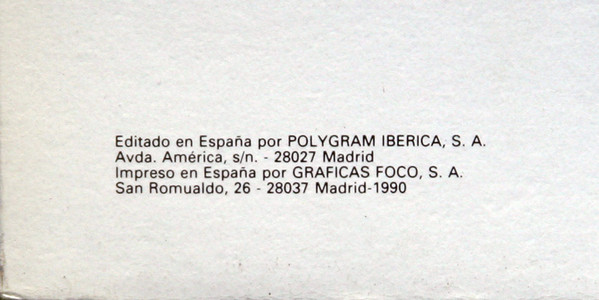 Editado en España por POLYGRAM IBERICA, S. A.
Avda. América, s/n. - 28027 Madrid
Impreso en España por GRAFICAS FOCO, S. A.
San Romualdo, 26 - 28037 Madrid-1990